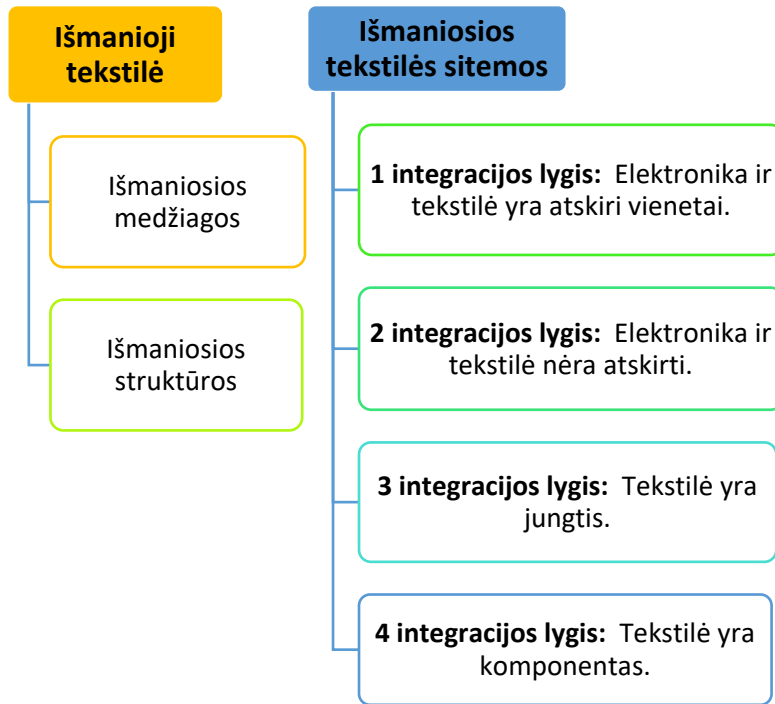 Išmanioji
tekstilė
Išmaniosios
medžiagos
Išmaniosios
struktūros
Išmaniosios
tekstilės sitemos
1 integracijos lygis: Elektronika ir
tekstilė yra atskiri vienetai.
2 integracijos lygis: Elektronika ir
tekstilė nėra atskirti.
3 integracijos lygis: Tekstilė yra
jungtis.
4 integracijos lygis: Tekstilė yra
komponentas.